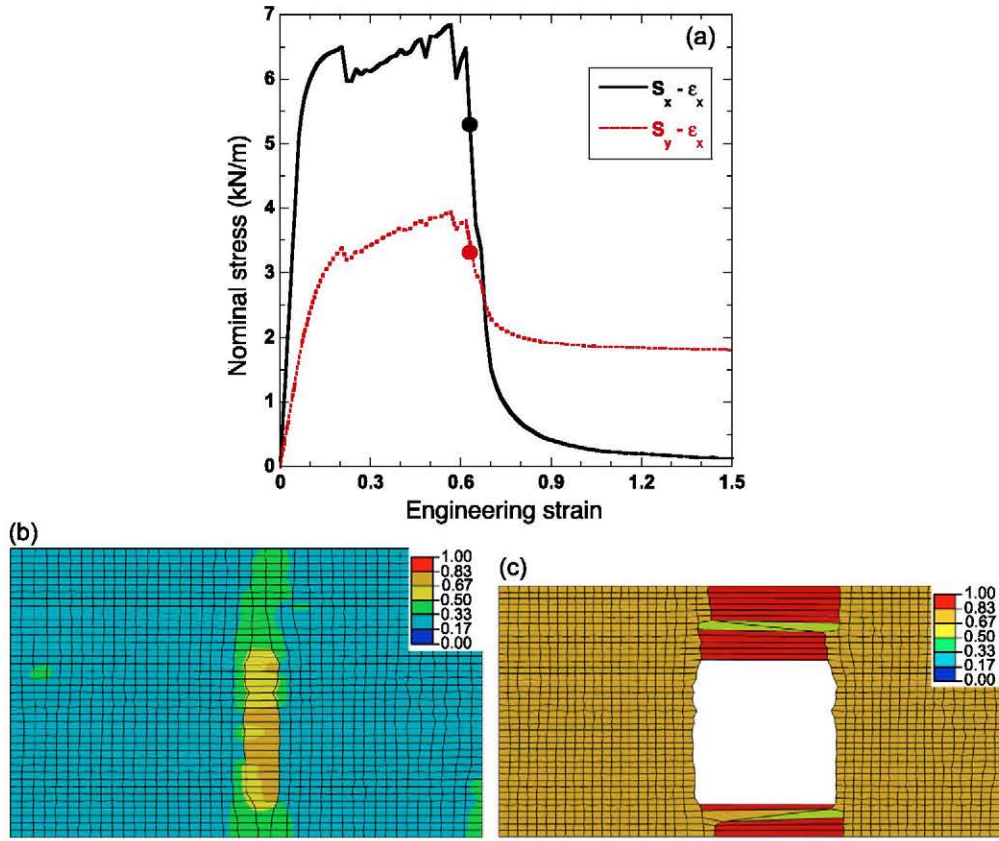 (a)
7
6
5
4
3
2
1
0
Nominal stress (kN/m)
S_x - ε_x
S_y - ε_x
0 0.3 0.6 0.9 1.2 1.5
Engineering strain
(b)
1.00
0.83
0.67
0.50
0.33
0.17
0.00
(c)
1.00
0.83
0.67
0.50
0.33
0.17
0.00